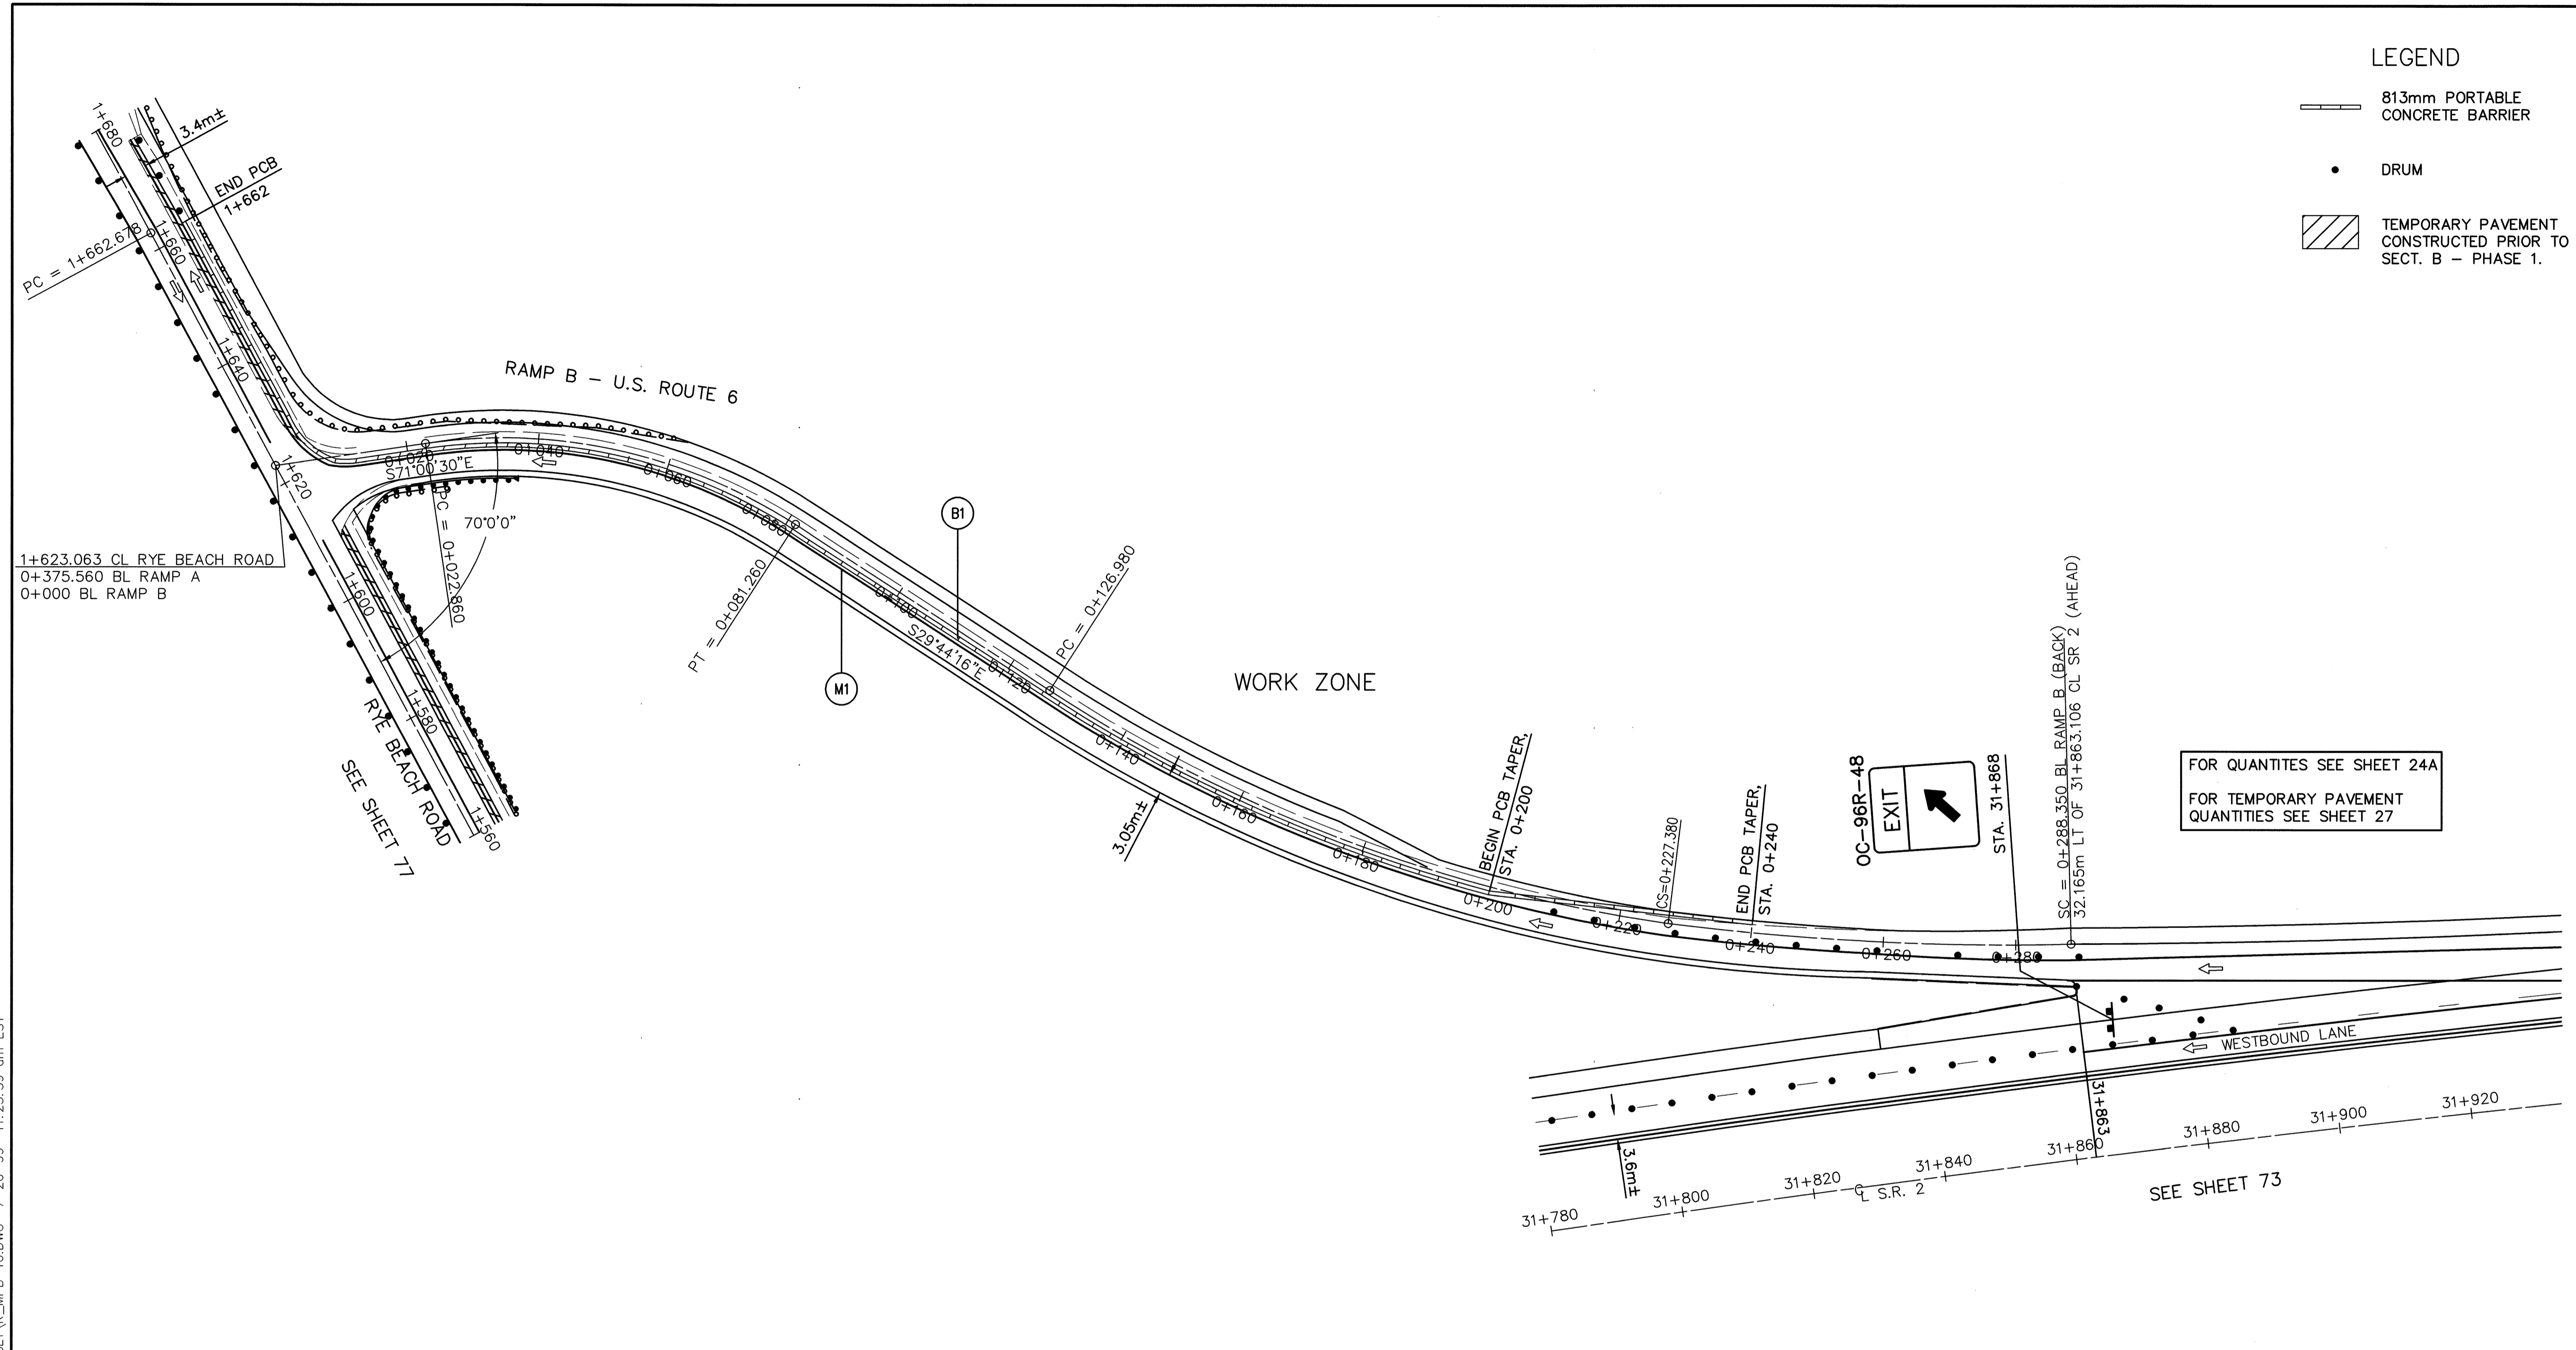 LEGEND
813mm PORTABLE
CONCRETE BARRIER
DRUM
TEMPORARY PAVEMENT
CONSTRUCTED PRIOR TO
SECT. B – PHASE 1.
1+680
3.4m±
END PCB
1+662
PC = 1+662.678
1+660
1+640
RAMP B – U.S. ROUTE 6
0+020
0+040
S71°00'30"E
0+060
1+620
PC = 0+022.860
70°0'0"
0+080
B1
1+623.063 CL RYE BEACH ROAD
0+375.560 BL RAMP A
0+000 BL RAMP B
1+600
PT = 0+081.260
0+100
PC = 0+126.980
S29°44'16"E
0+120
M1
WORK ZONE
1+580
RYE BEACH ROAD
SEE SHEET 77
1+560
0+140
0+160
3.05m±
0+180
BEGIN PCB TAPER,
STA. 0+200
0+200
0+220
CS=0+227.380
END PCB TAPER,
STA. 0+240
0+240
0+260
0+280
OC-96R-48
EXIT
STA. 31+868
SC = 0+288.350 BL RAMP B (BACK)
32.165m LT OF 31+863.106 CL SR 2 (AHEAD)
FOR QUANTITES SEE SHEET 24A
FOR TEMPORARY PAVEMENT
QUANTITIES SEE SHEET 27
WESTBOUND LANE
31+863
3.6m±
31+780
31+800
31+820
31+840
31+860
31+880
31+900
31+920
CL S.R. 2
SEE SHEET 73